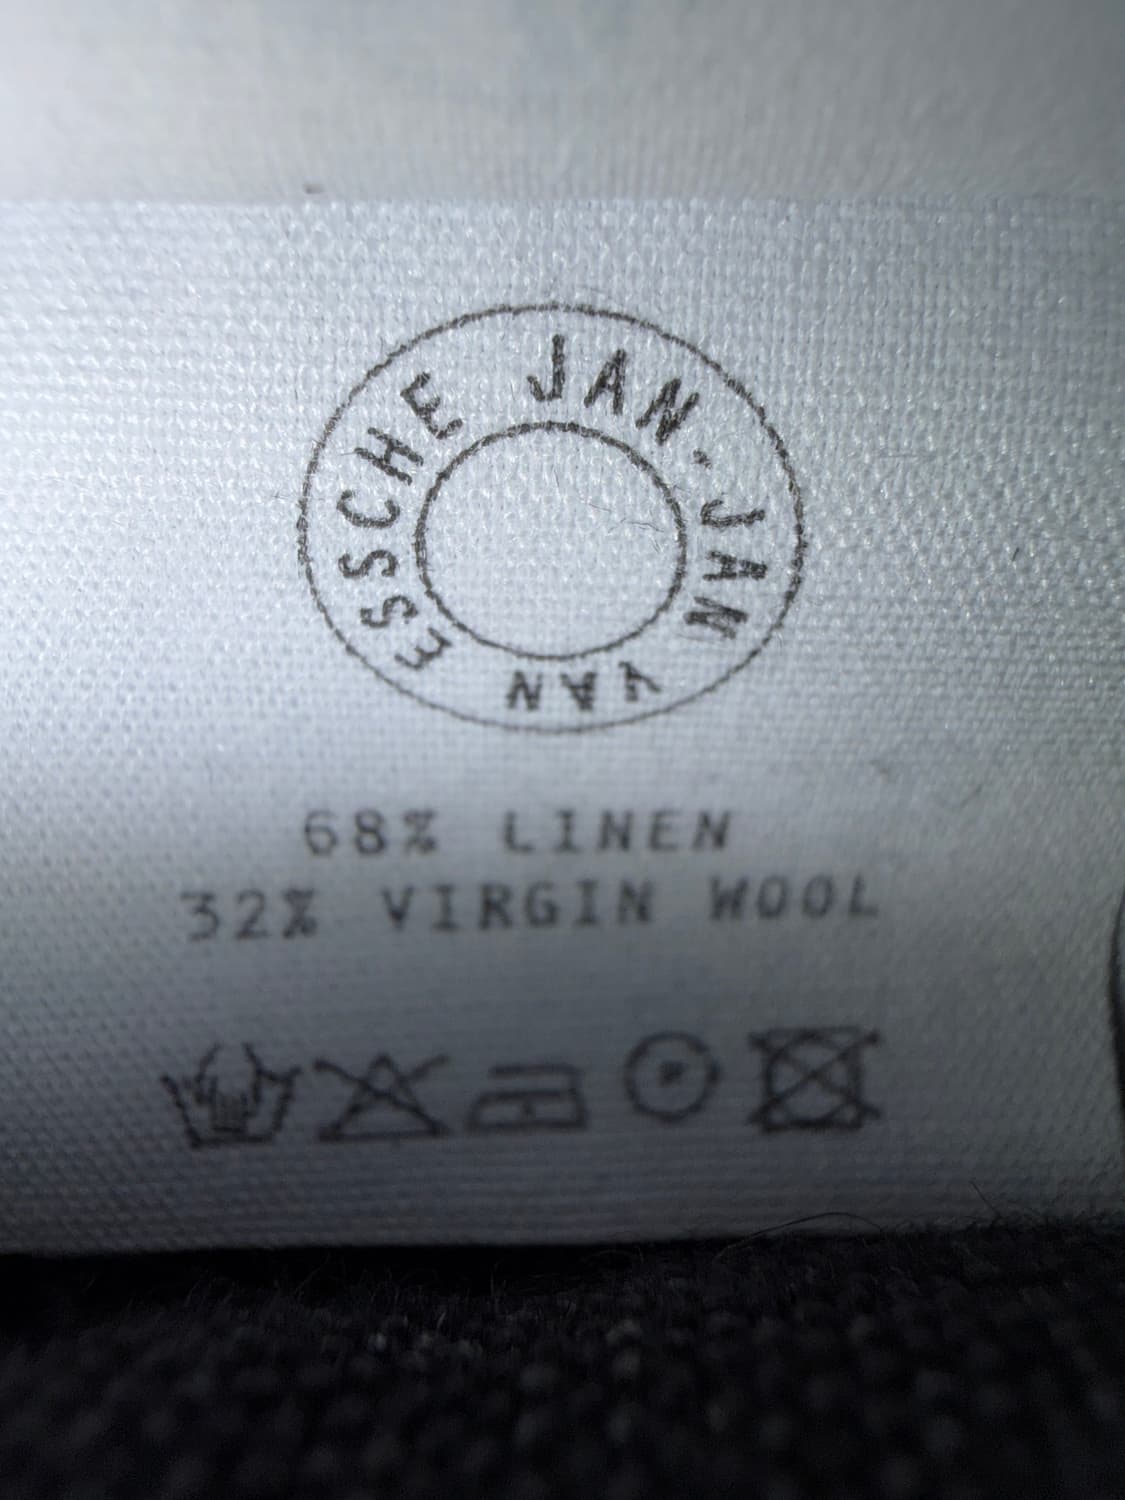 JAN-JAN VAN ESSCHE
68% LINEN
32% VIRGIN WOOL